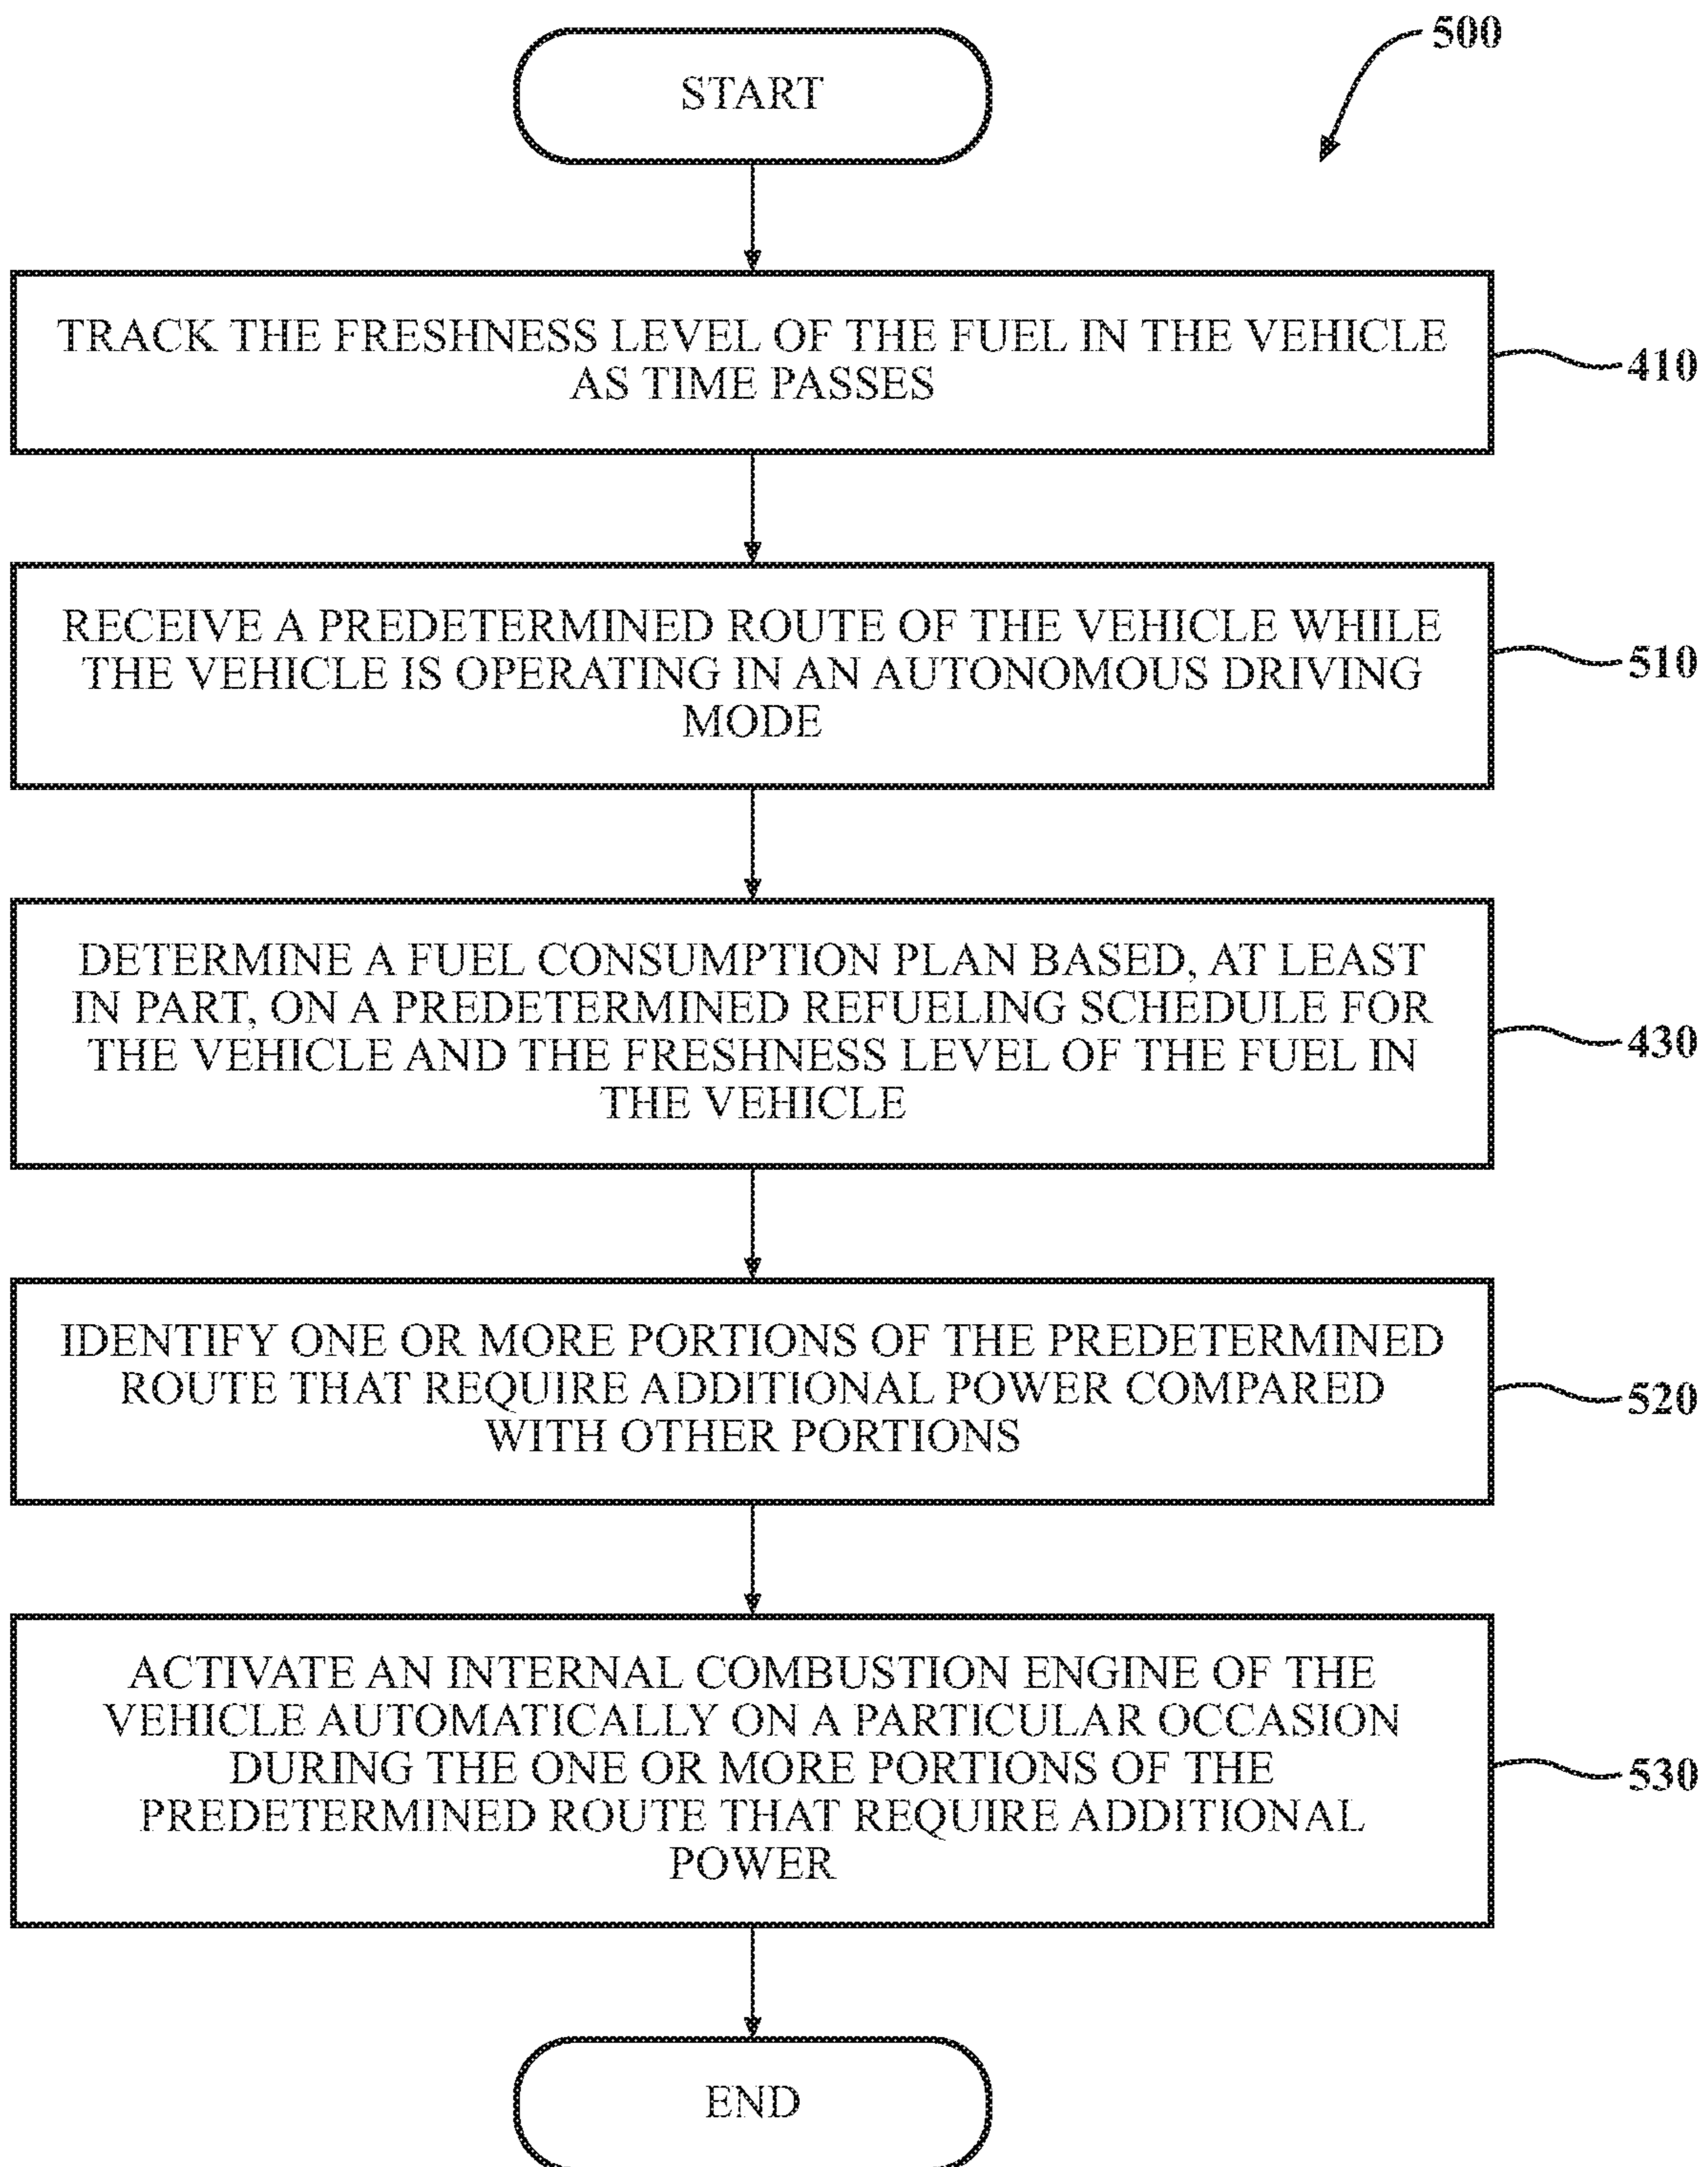 500
START
TRACK THE FRESHNESS LEVEL OF THE FUEL IN THE VEHICLE
AS TIME PASSES
410
RECEIVE A PREDETERMINED ROUTE OF THE VEHICLE WHILE
THE VEHICLE IS OPERATING IN AN AUTONOMOUS DRIVING
MODE
510
DETERMINE A FUEL CONSUMPTION PLAN BASED, AT LEAST
IN PART, ON A PREDETERMINED REFUELING SCHEDULE FOR
THE VEHICLE AND THE FRESHNESS LEVEL OF THE FUEL IN
THE VEHICLE
430
IDENTIFY ONE OR MORE PORTIONS OF THE PREDETERMINED
ROUTE THAT REQUIRE ADDITIONAL POWER COMPARED
WITH OTHER PORTIONS
520
ACTIVATE AN INTERNAL COMBUSTION ENGINE OF THE
VEHICLE AUTOMATICALLY ON A PARTICULAR OCCASION
DURING THE ONE OR MORE PORTIONS OF THE
PREDETERMINED ROUTE THAT REQUIRE ADDITIONAL
POWER
530
END